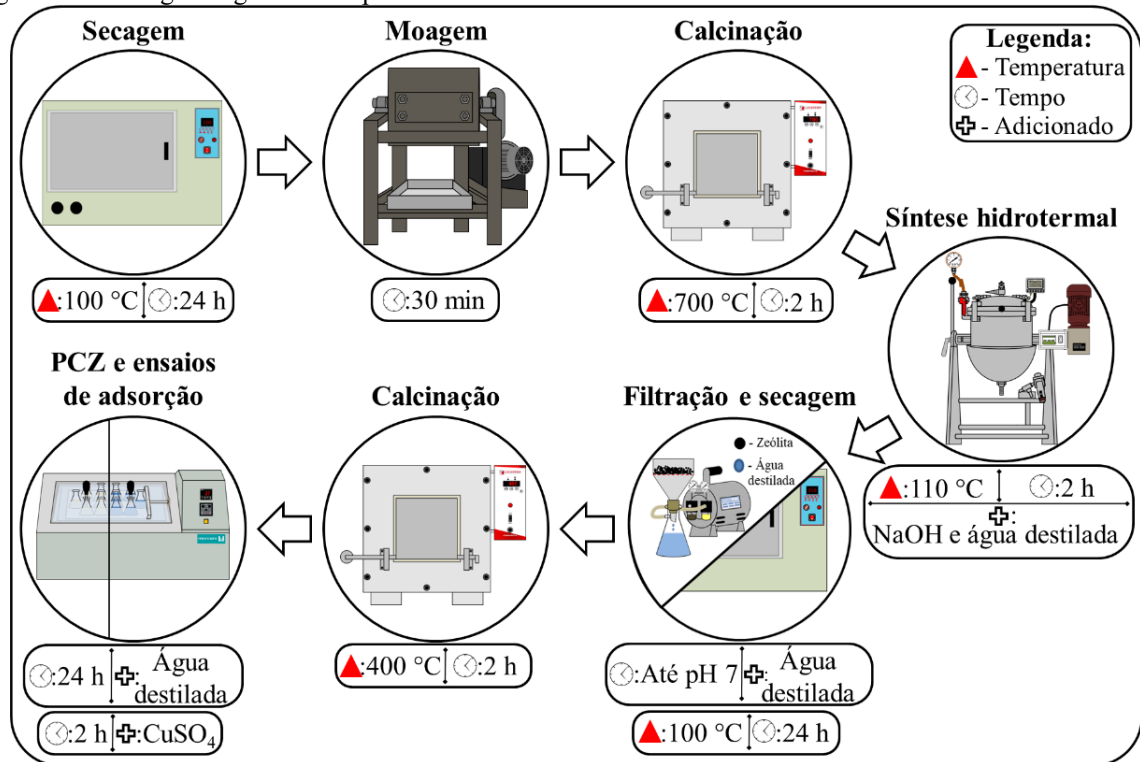 Secagem
Moagem
Calcinação
Legenda:
- Temperatura
- Tempo
- Adicionado
:100 °C
:24 h
:30 min
:700 °C
:2 h
Síntese hidrotermal
:110 °C
:2 h
:
NaOH e água destilada
PCZ e ensaios
de adsorção
Calcinação
Filtração e secagem
- Zeólita
- Água
destilada
:24 h
: Água
destilada
:2 h
:CuSO₄
:400 °C
:2 h
:Até pH 7
: Água
destilada
:100 °C
:24 h